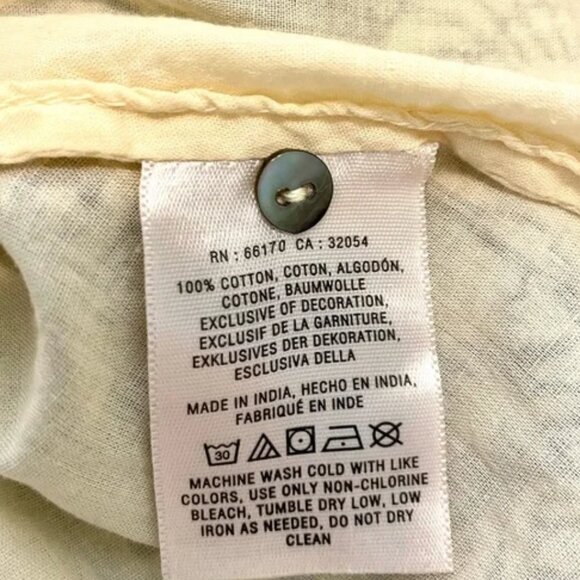 RN : 66170 CA : 32054
100% COTTON, COTON, ALGODÓN,
COTONE, BAUMWOLLE
EXCLUSIVE OF DECORATION,
EXCLUSIF DE LA GARNITURE,
EXKLUSIVES DER DEKORATION,
ESCLUSIVA DELLA
MADE IN INDIA, HECHO EN INDIA,
FABRIQUÉ EN INDE
30
MACHINE WASH COLD WITH LIKE
COLORS, USE ONLY NON-CHLORINE
BLEACH, TUMBLE DRY LOW, LOW
IRON AS NEEDED, DO NOT DRY
CLEAN